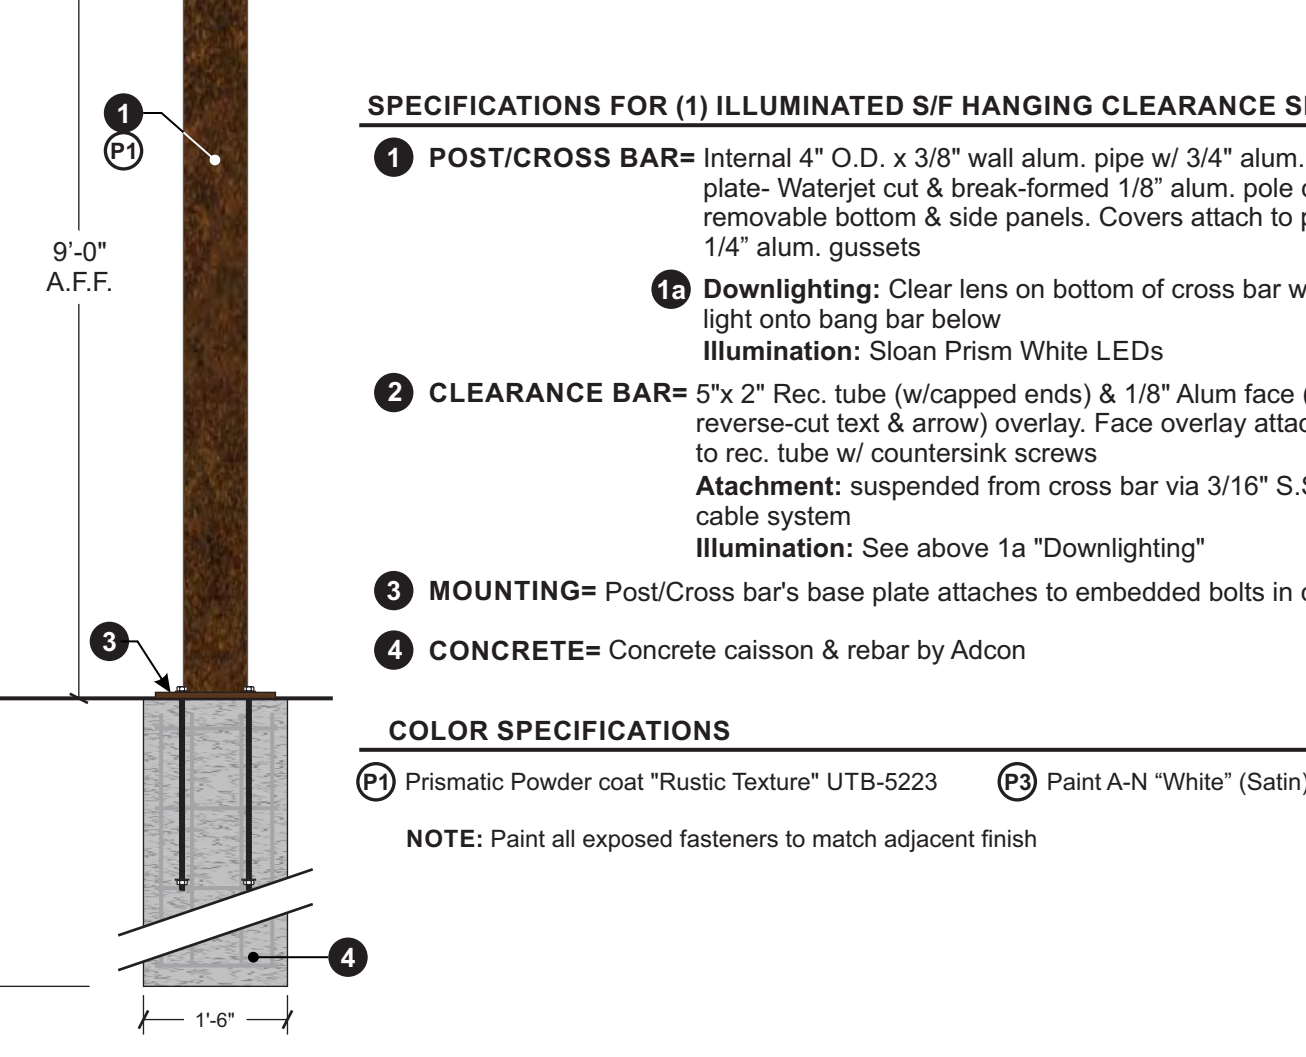 SPECIFICATIONS FOR (1) ILLUMINATED S/F HANGING CLEARANCE
1
P1
1 POST/CROSS BAR= Internal 4" O.D. x 3/8" wall alum. pipe w/ 3/4" alum.
plate- Waterjet cut & break-formed 1/8” alum. pole
removable bottom & side panels. Covers attach to
1/4” alum. gussets
9’-0"
A.F.F.
1a Downlighting: Clear lens on bottom of cross bar
light onto bang bar below
Illumination: Sloan Prism White LEDs
2 CLEARANCE BAR= 5"x 2" Rec. tube (w/capped ends) & 1/8" Alum face (
reverse-cut text & arrow) overlay. Face overlay
to rec. tube w/ countersink screws
Atachment: suspended from cross bar via 3/16"
cable system
Illumination: See above 1a "Downlighting"
3 MOUNTING= Post/Cross bar's base plate attaches to embedded bolts in
3
4 CONCRETE= Concrete caisson & rebar by Adcon
COLOR SPECIFICATIONS
P1 Prismatic Powder coat "Rustic Texture" UTB-5223
P3 Paint A-N “White” (Satin)
NOTE: Paint all exposed fasteners to match adjacent finish
4
1'-6"